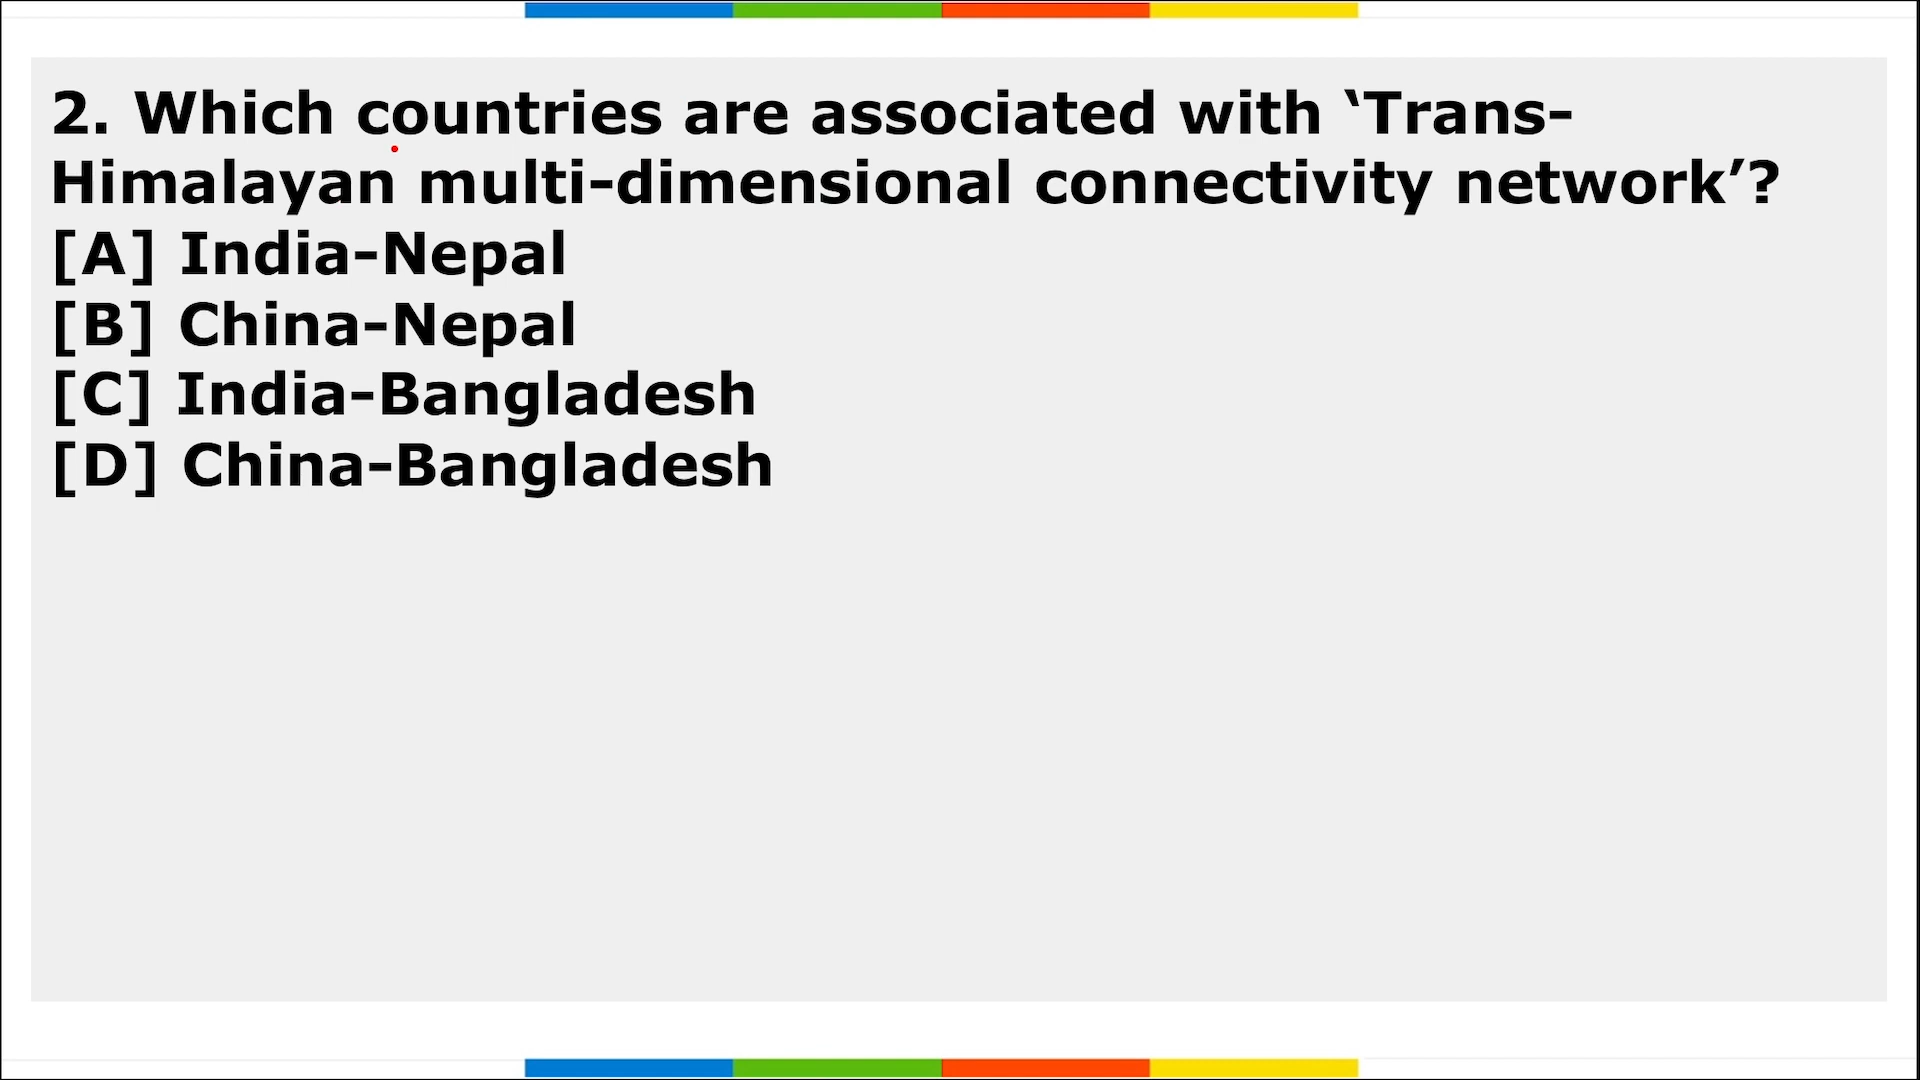 2. Which countries are associated with ‘Trans-
Himalayan multi-dimensional connectivity network’?
[A] India-Nepal
[B] China-Nepal
[C] India-Bangladesh
[D] China-Bangladesh